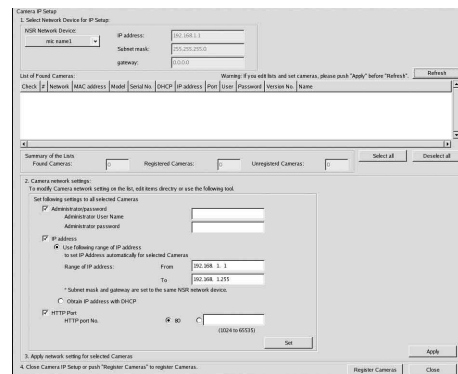 Camera IP Setup
1. Select Network Device for IP Setup:
NSR Network Device:
mic name1
IP address:
192.168.1.1
Subnet mask:
255.255.255.0
gateway:
0.0.0.0
List of Found Cameras:
Warning: If you edit lists and set cameras, please push "Apply" before "Refresh".
Refresh
Check # Network MAC address Model Serial No. DHCP IP address Port User Password Version No. Name
Summary of the Lists
Found Cameras: 0 Registered Cameras: 0 Unregisterd Cameras: 0
Select all
Deselect all
2. Camera network settings:
To modify Camera network setting on the list, edit items directry or use the following tool.
Set following settings to all selected Cameras
Administrator/password
Administrator User Name
Administrator password
IP address
Use following range of IP address
to set IP Address automatically for selected Cameras
Range of IP address: From 192.168. 1. 1
To 192.168. 1.255
* Subnet mask and gateway are set to the same NSR network device.
Obtain IP address with DHCP
HTTP Port
HTTP port No. 80
(1024 to 65535)
Set
Apply
3. Apply network setting for selected Cameras
4. Close Camera IP Setup or push "Register Cameras" to register Cameras.
Register Cameras
Close